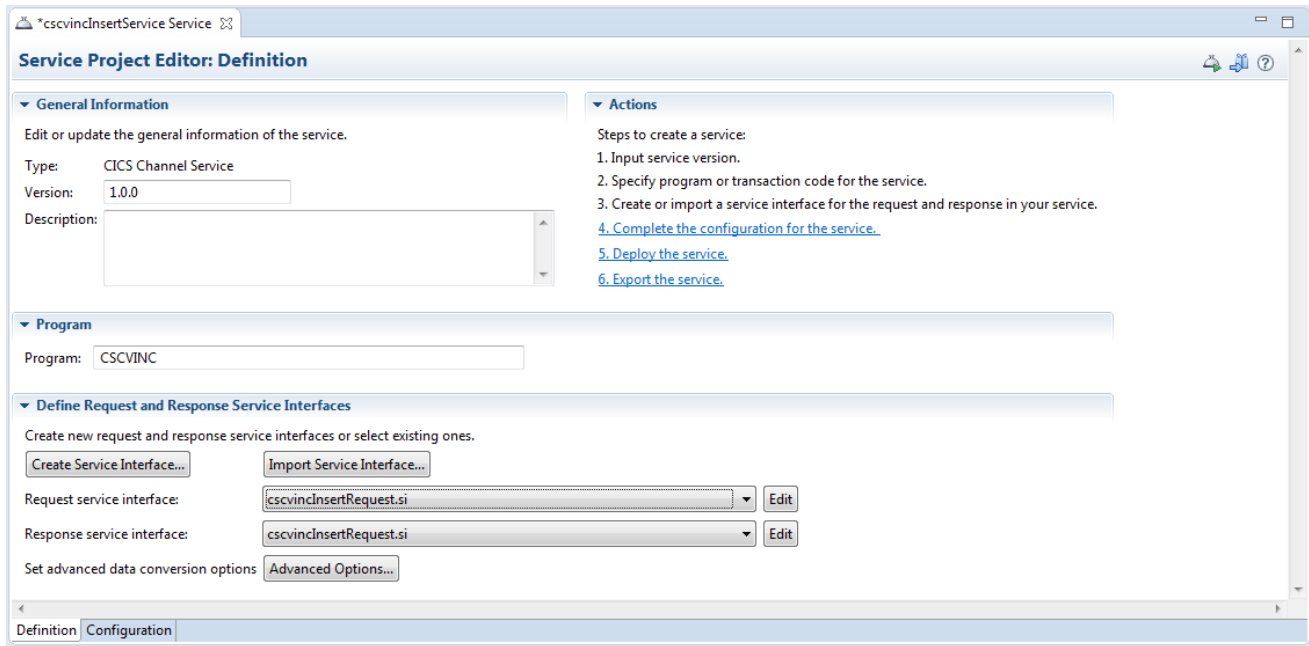 *cscvincInsertService Service
Service Project Editor: Definition
General Information
Edit or update the general information of the service.
Type: CICS Channel Service
Version: 1.0.0
Description:
Actions
Steps to create a service:
1. Input service version.
2. Specify program or transaction code for the service.
3. Create or import a service interface for the request and response in your service.
4. Complete the configuration for the service.
5. Deploy the service.
6. Export the service.
Program
Program: CSCVINC
Define Request and Response Service Interfaces
Create new request and response service interfaces or select existing ones.
Create Service Interface... Import Service Interface...
Request service interface: cscvincInsertRequest.si Edit
Response service interface: cscvincInsertRequest.si Edit
Set advanced data conversion options Advanced Options...
Definition Configuration